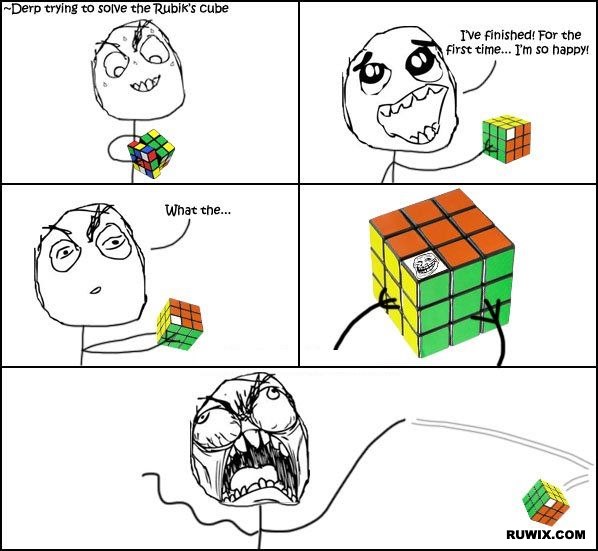 ~Derp trying to solve the Rubik's cube
I've finished! For the
first time... I'm so happy!
What the...
RUWIX.COM